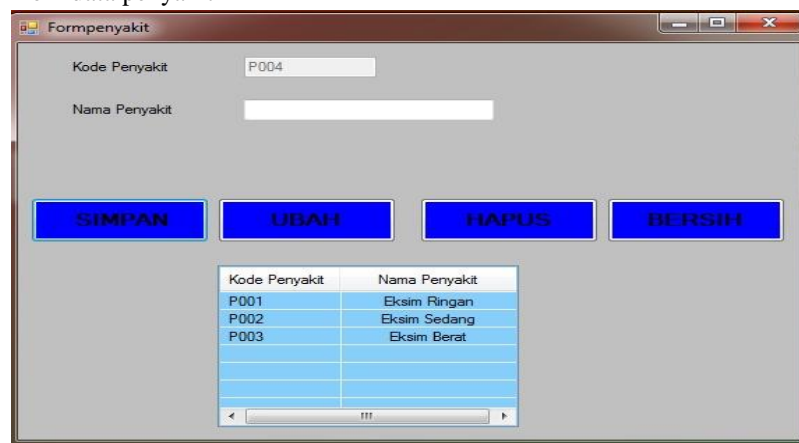 Formpenyakit
Kode Penyakit P004
Nama Penyakit
SIMPAN UBAH HAPUS BERSIH
Kode Penyakit Nama Penyakit
P001 Eksim Ringan
P002 Eksim Sedang
P003 Eksim Berat